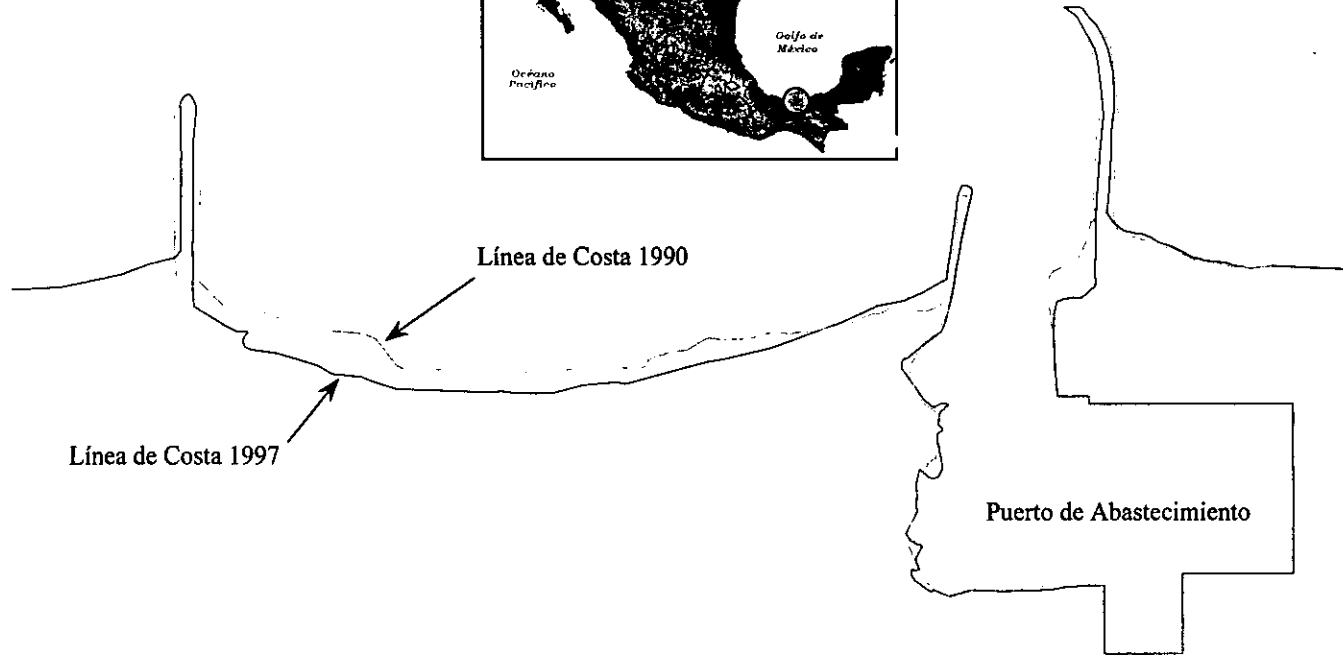 Golfo de
México
Océano
Pacífico
Línea de Costa 1990
Línea de Costa 1997
Puerto de Abastecimiento